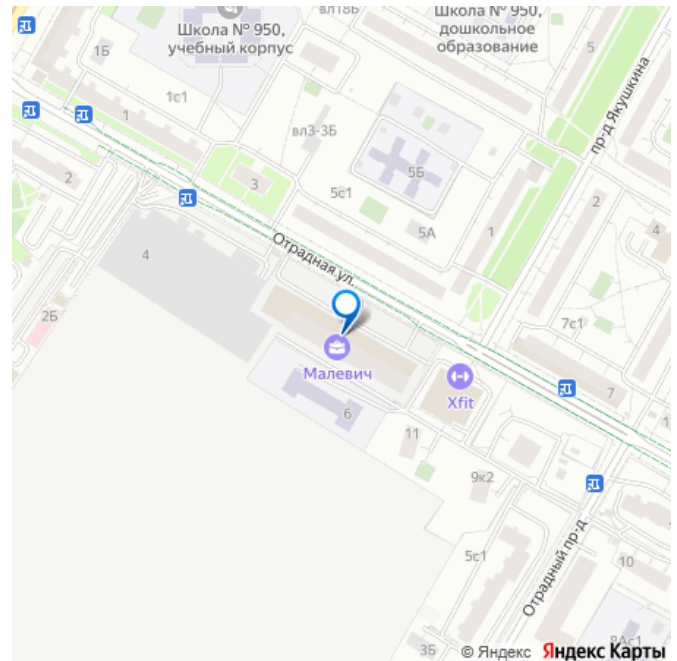 вл18Б
Школа № 950,
учебный корпус
Школа № 950,
дошкольное
образование
5
1Б
1с1
1
вл3-3Б
пр-д Якушкина
2
3
5с1
5Б
2
4
5А
1
4
Отрадная ул.
2Б
7с1
Малевич
Xfit
7
1
6
11
9к2
5с1
Отрадный пр-д
10
3Б
8Ас1
© Яндекс Яндекс Карты